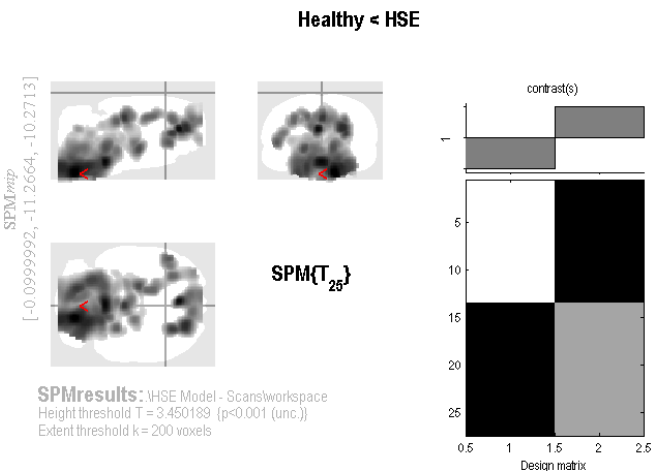 Healthy < HSE
SPMmip
[-0.0999992, -11.2664, -10.2713]
<
<
<
SPM{T25}
contrast(s)
1
5
10
15
20
25
0.5 1 1.5 2 2.5
Design matrix
SPMresults: .\HSE Model - Scans\workspace
Height threshold T = 3.450189 {p<0.001 (unc.)}
Extent threshold k = 200 voxels